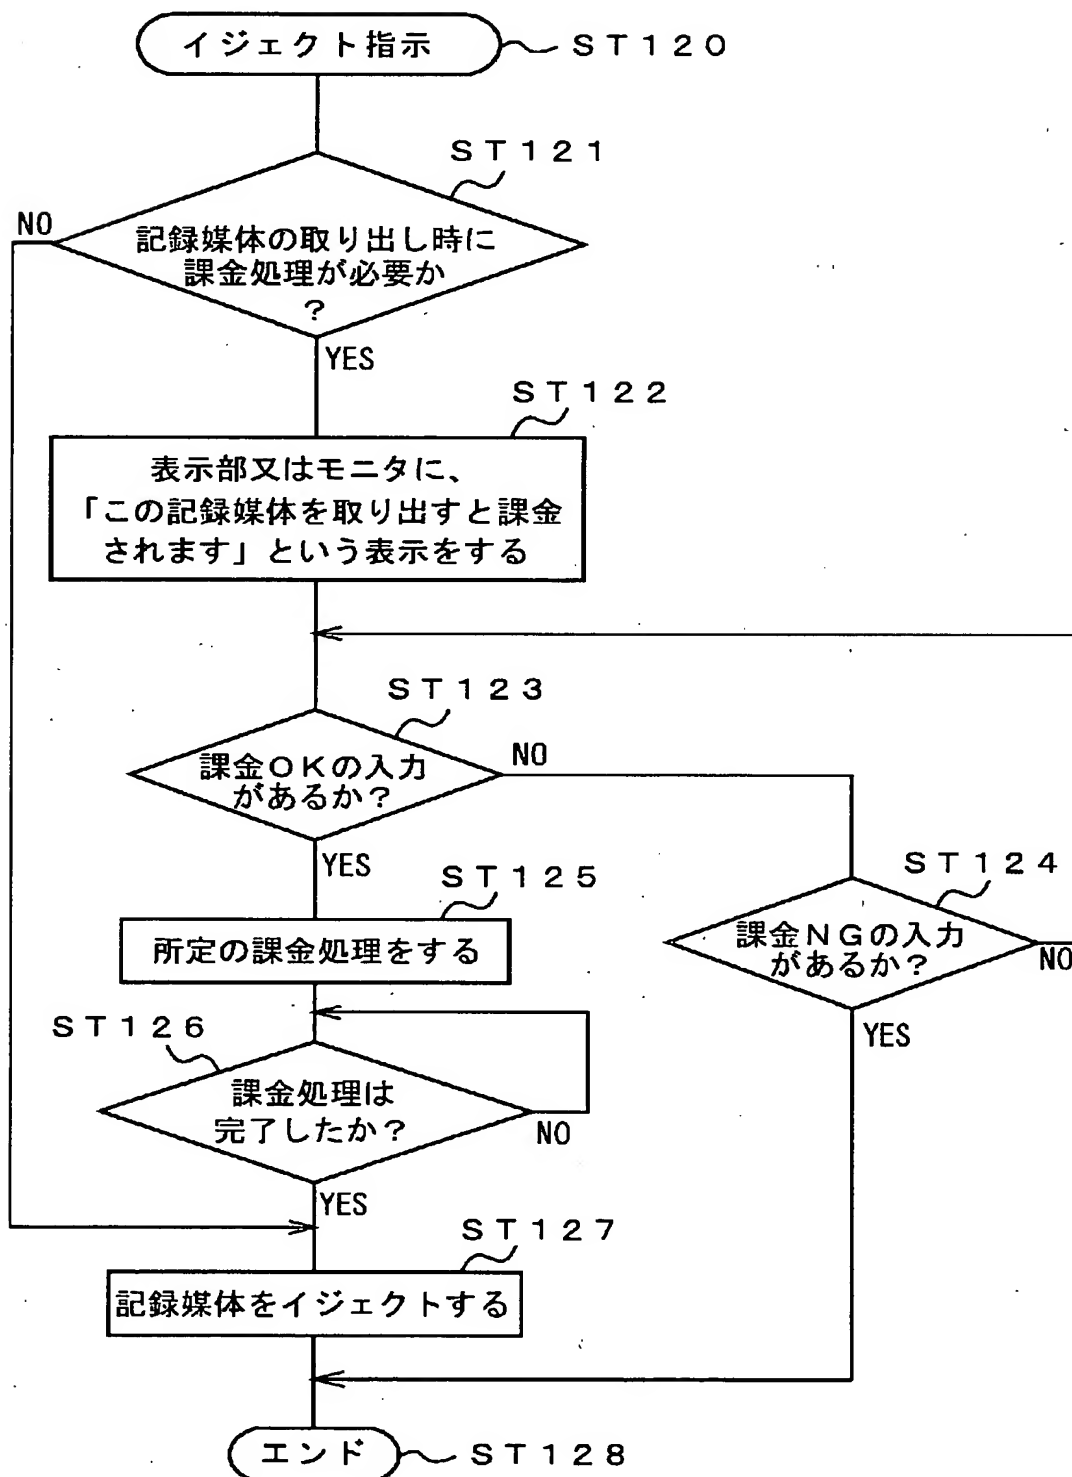 イジェクト指示
ST120
ST121
NO
記録媒体の取り出し時に
課金処理が必要か
?
YES
ST122
表示部又はモニタに、
「この記録媒体を取り出すと課金
されます」という表示をする
ST123
課金OKの入力
があるか?
NO
YES
ST124
課金NGの入力
があるか?
NO
YES
ST125
所定の課金処理をする
ST126
課金処理は
完了したか?
NO
YES
ST127
記録媒体をイジェクトする
エンド
ST128